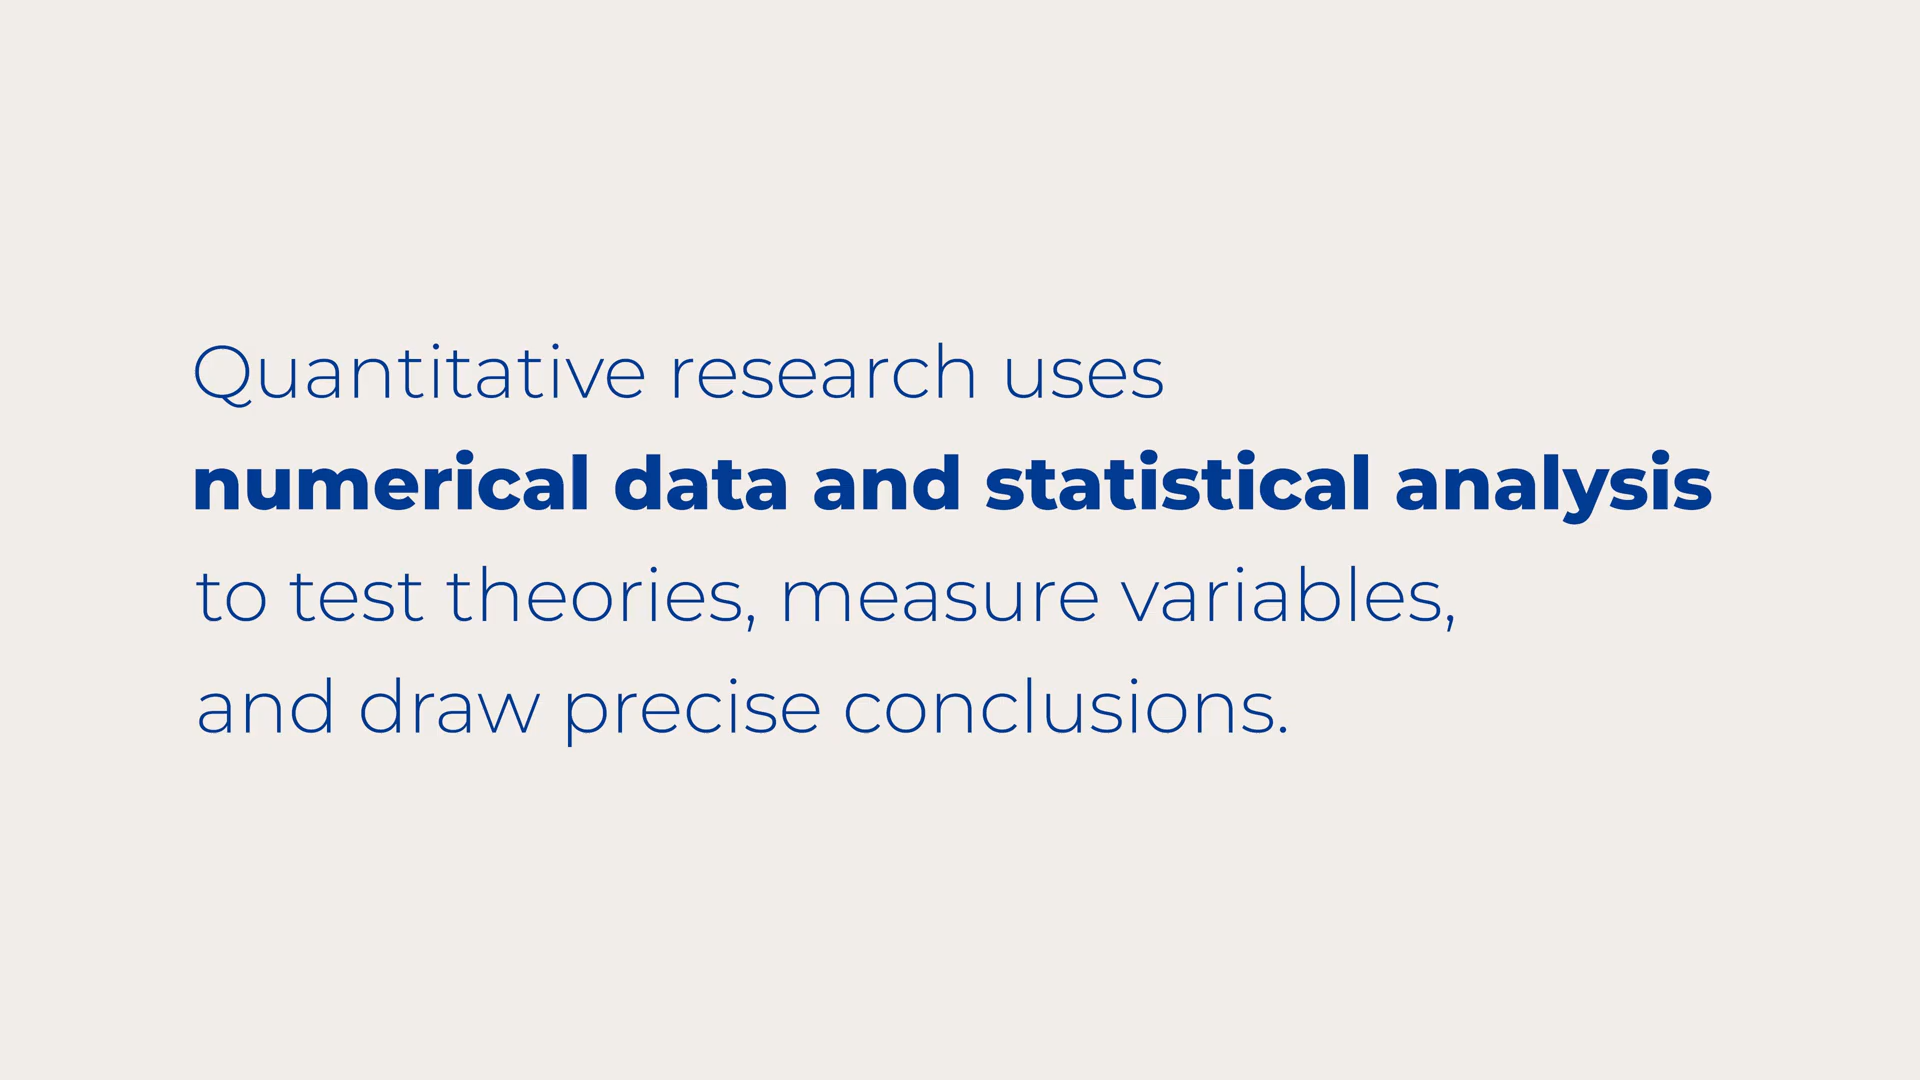 Quantitative research uses
numerical data and statistical analysis
to test theories, measure variables,
and draw precise conclusions.